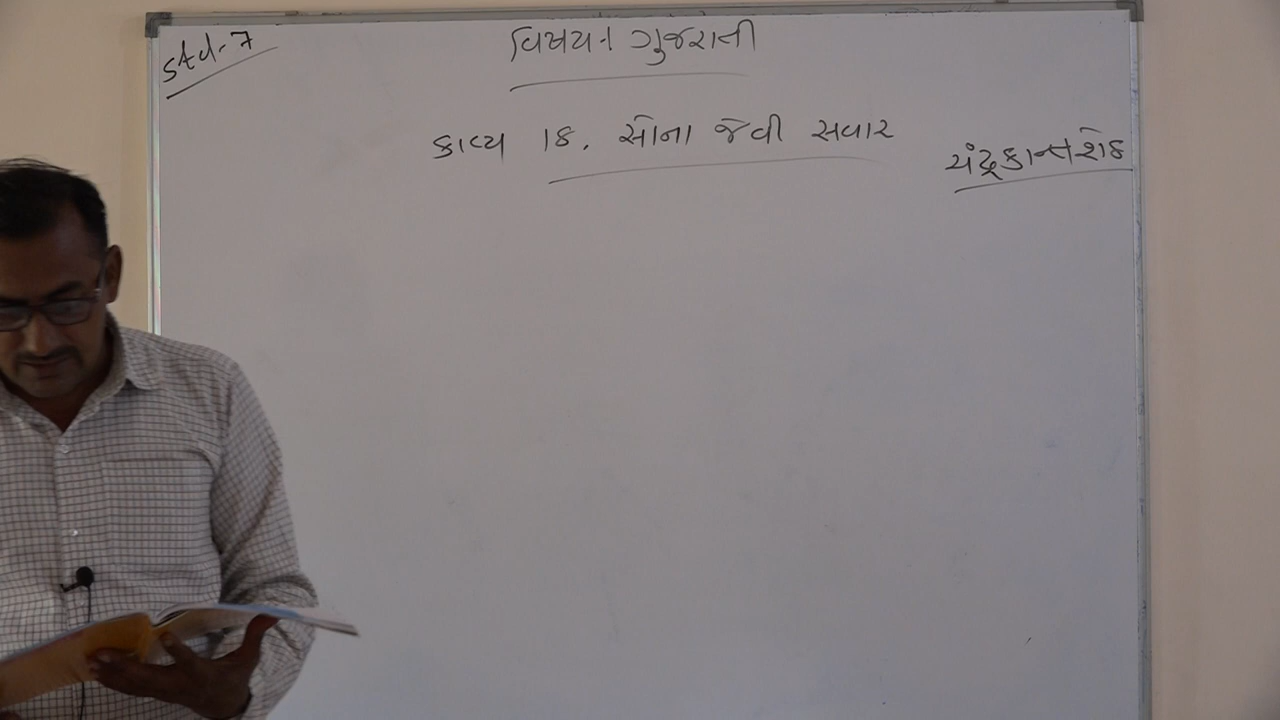 Std-7
વિષય :- ગુજરાતી
કાવ્ય 18. સોના જેવી સવાર
ચંદ્રકાન્ત શેઠ